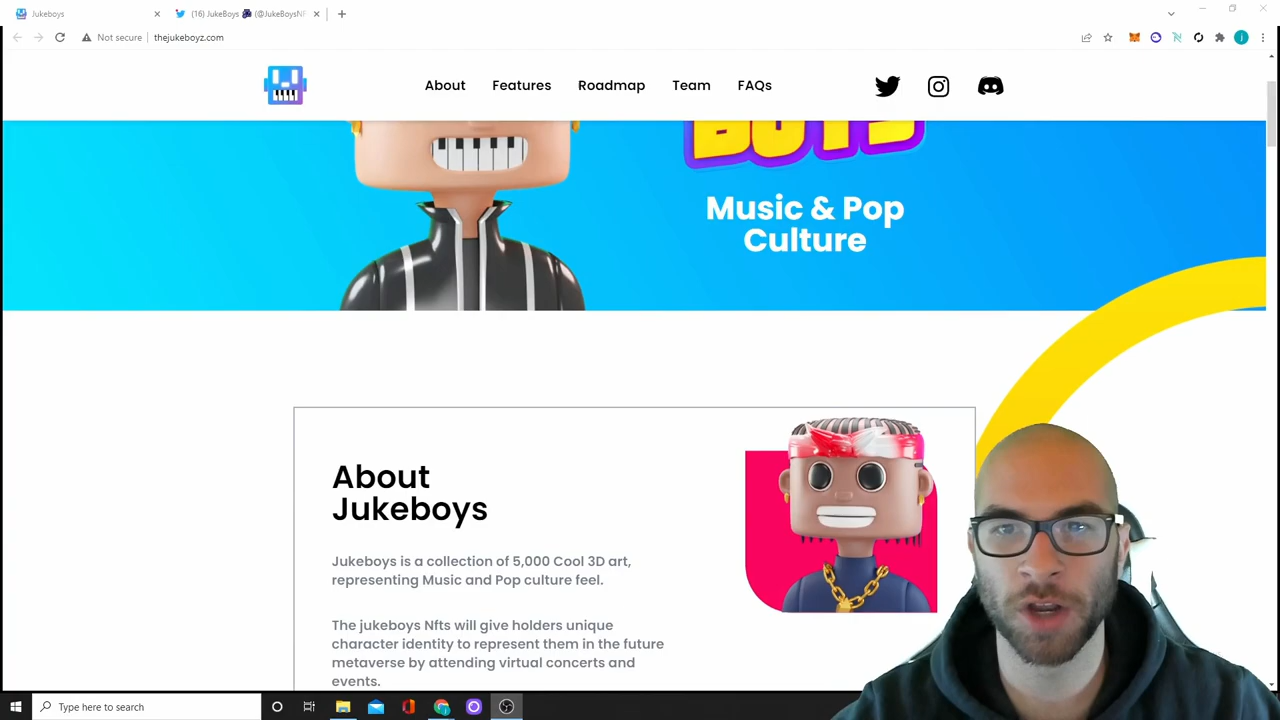 Jukeboys
(16) JukeBoys (@JukeBoysNF
Not secure
thejukeboyz.com
About
Features
Roadmap
Team
FAQs
BOYS
Music & Pop
Culture
About
Jukeboys
Jukeboys is a collection of 5,000 Cool 3D art,
representing Music and Pop culture feel.
The jukeboys Nfts will give holders unique
character identity to represent them in the future
metaverse by attending virtual concerts and
events.
Type here to search